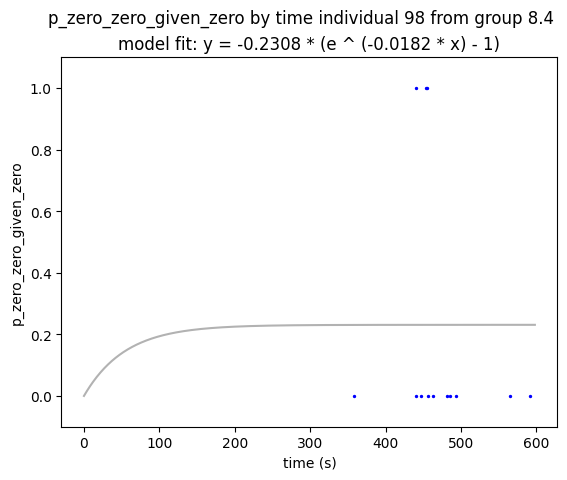 p_zero_zero_given_zero by time individual 98 from group 8.4
model fit: y = -0.2308 * (e ^ (-0.0182 * x) - 1)
p_zero_zero_given_zero
1.0
0.8
0.6
0.4
0.2
0.0
0 100 200 300 400 500 600
time (s)